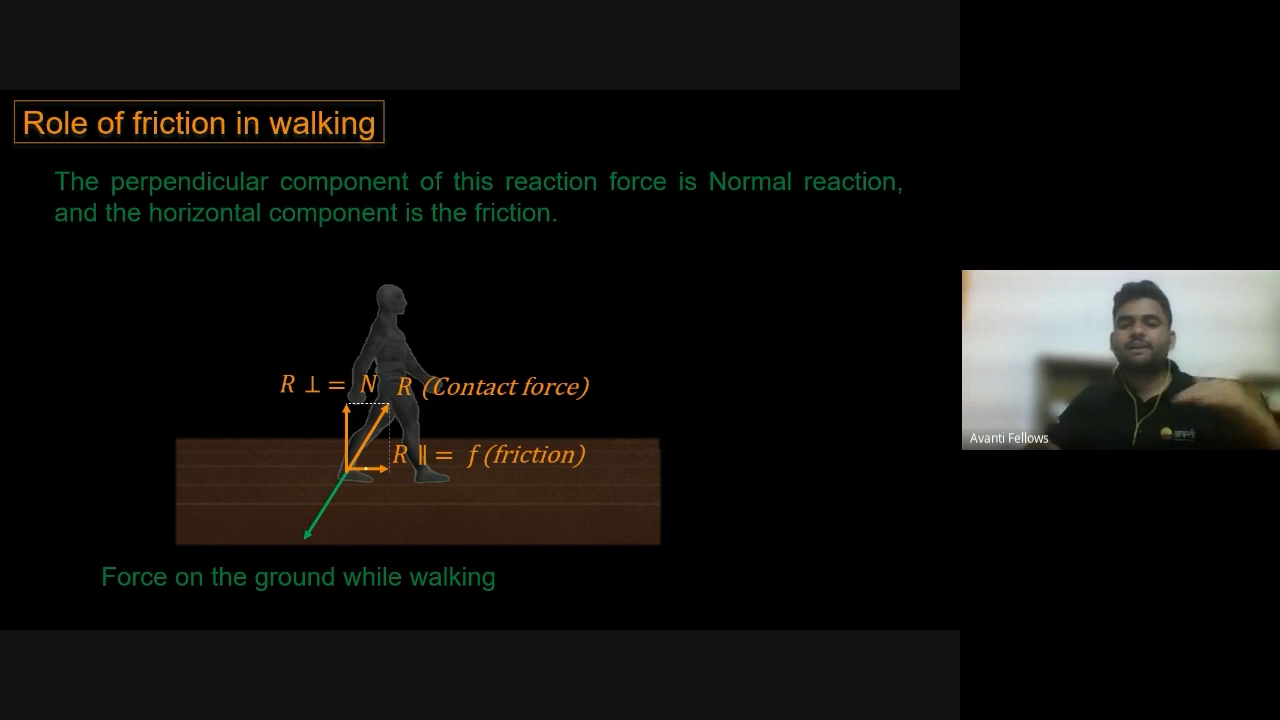 Role of friction in walking
The perpendicular component of this reaction force is Normal reaction,
and the horizontal component is the friction.
R ⊥ = N R (Contact force)
R ∥ = f (friction)
Force on the ground while walking
Avanti Fellows